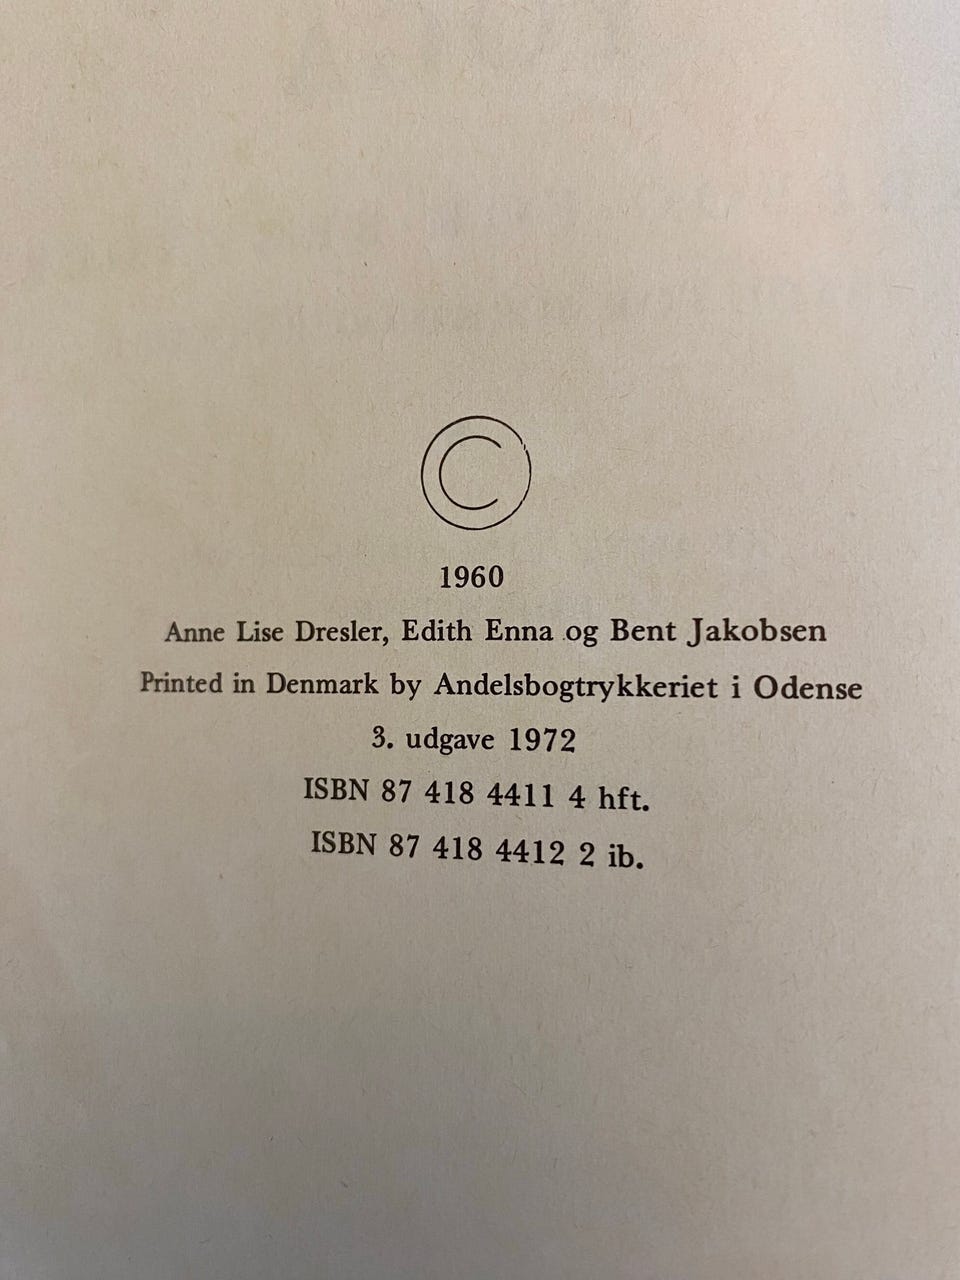 ©
1960
Anne Lise Dresler, Edith Enna og Bent Jakobsen
Printed in Denmark by Andelsbogtrykkeriet i Odense
3. udgave 1972
ISBN 87 418 4411 4 hft.
ISBN 87 418 4412 2 ib.